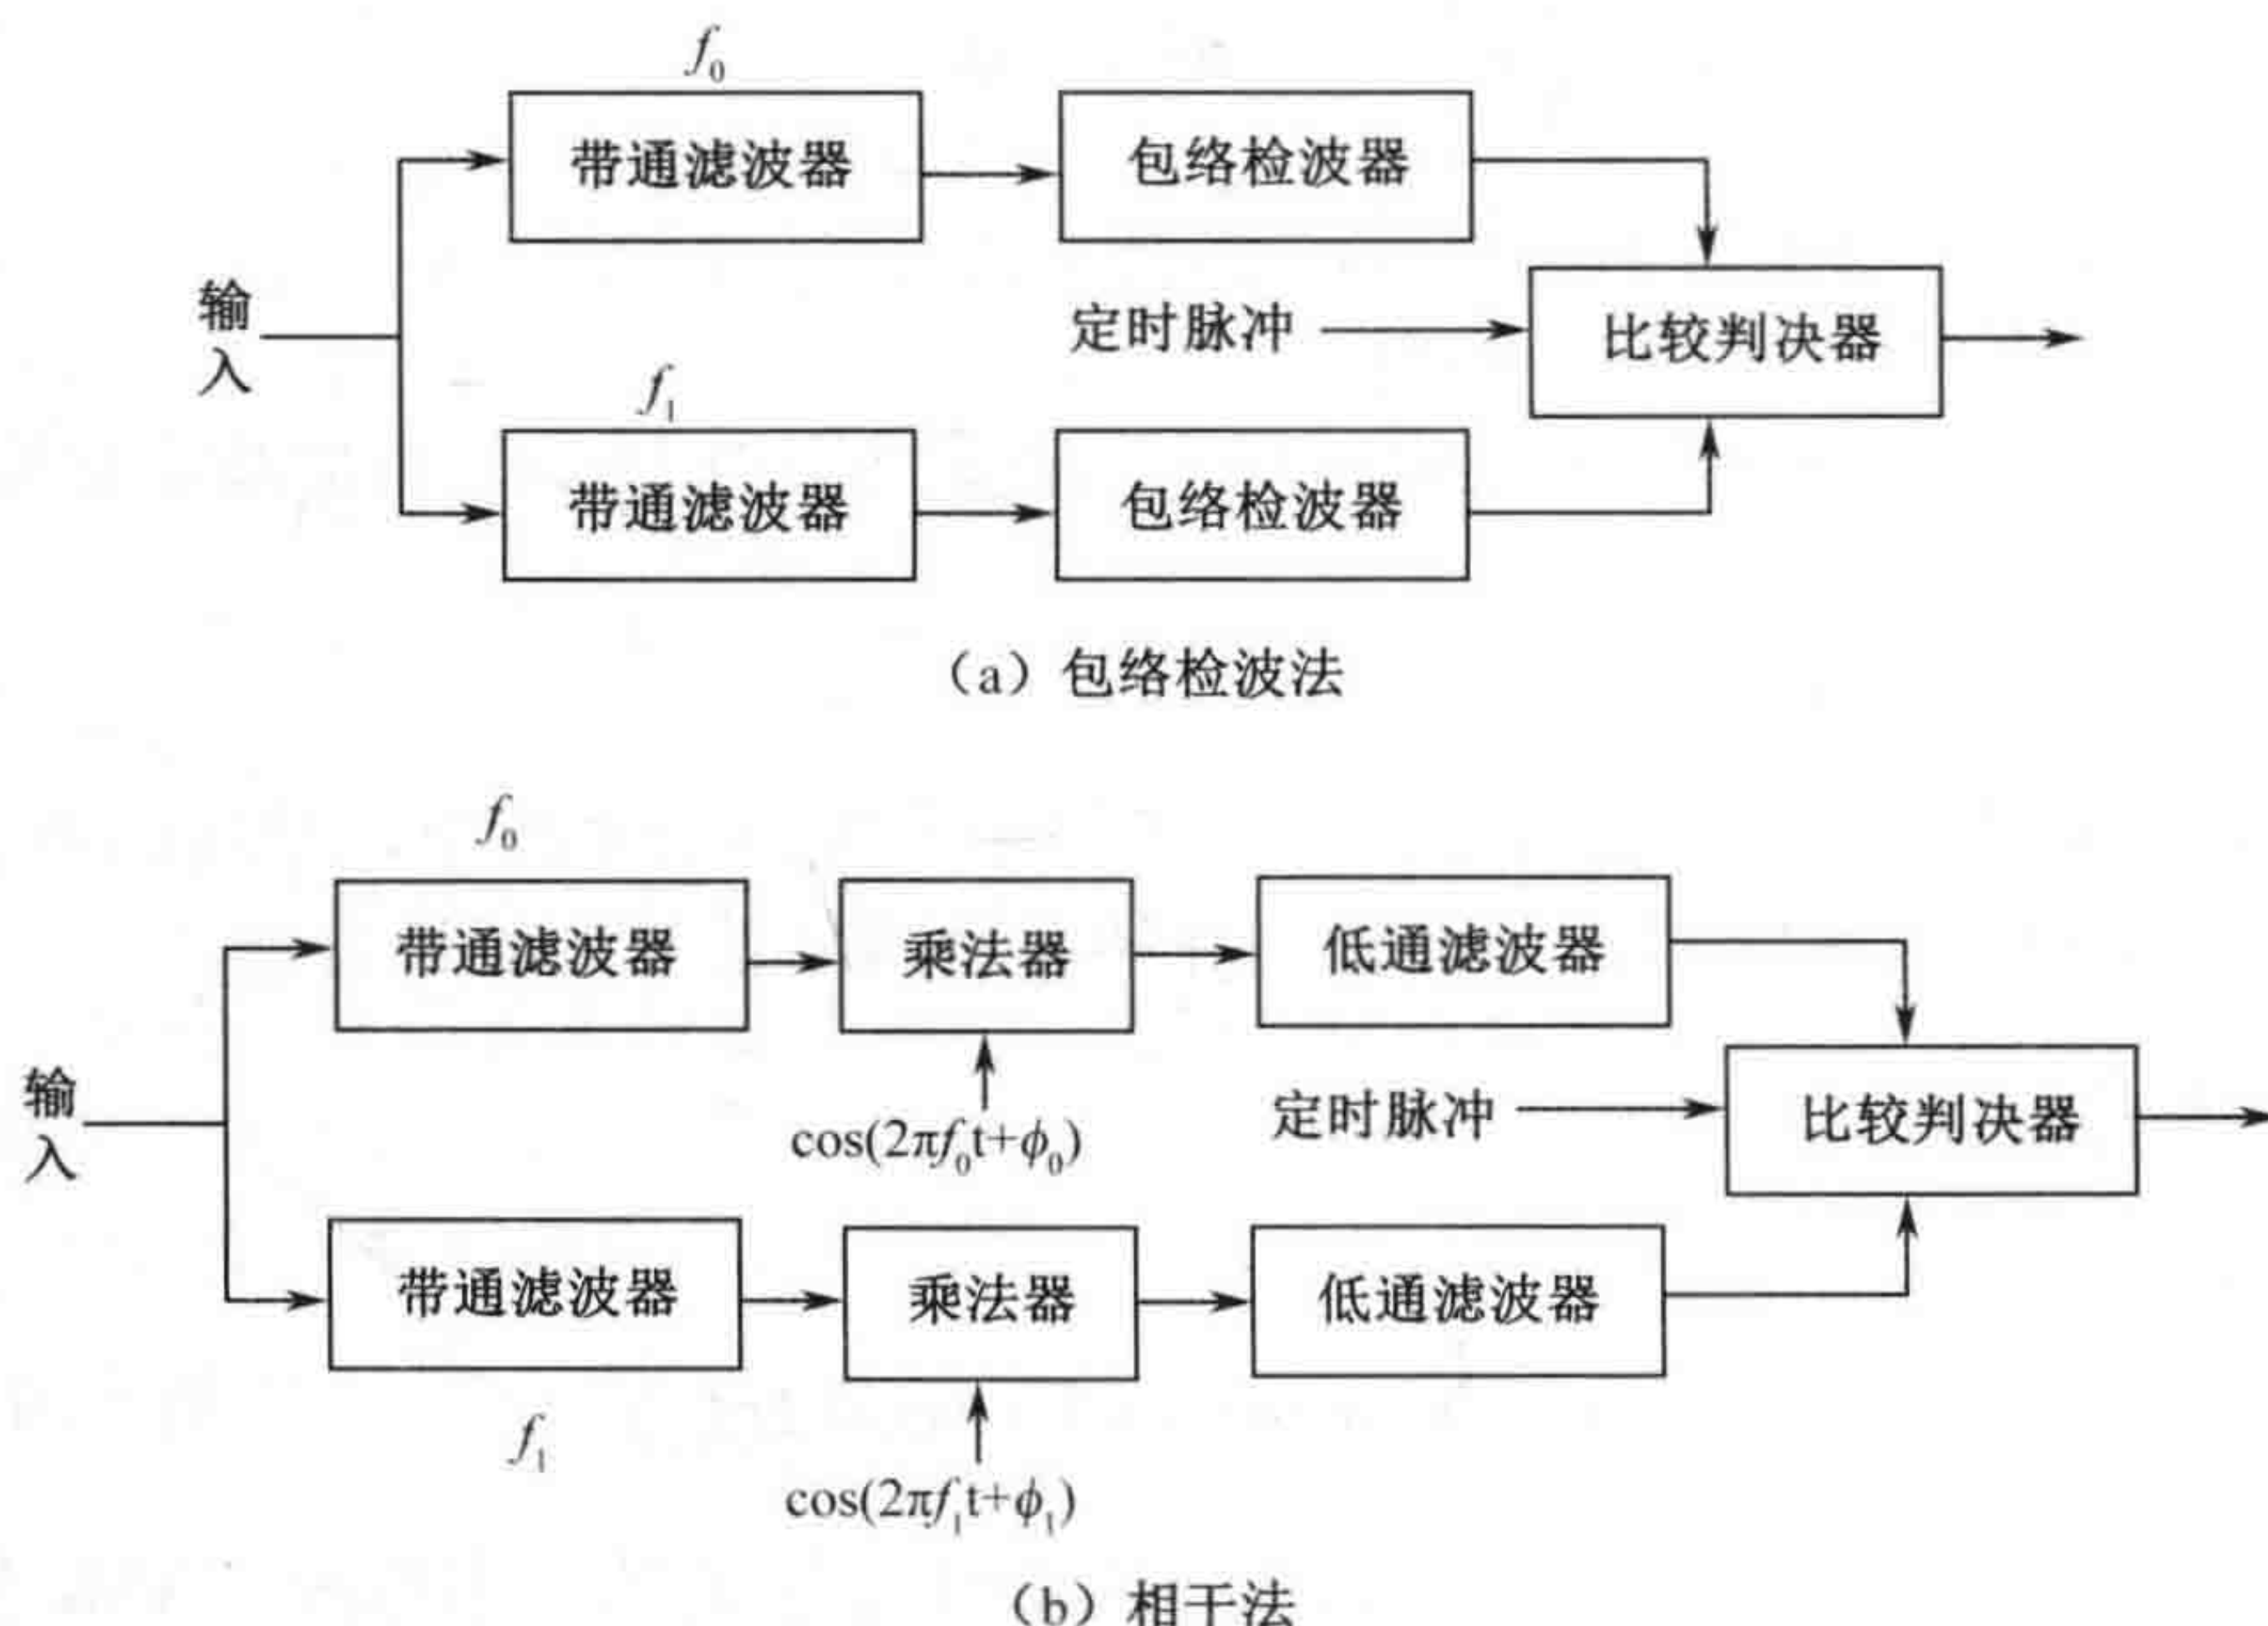 f₀
带通滤波器
包络检波器
输入
定时脉冲
比较判决器
f₁
带通滤波器
包络检波器
（a）包络检波法
f₀
带通滤波器
乘法器
低通滤波器
输入
cos(2πf₀t+ϕ₀)
定时脉冲
比较判决器
带通滤波器
乘法器
低通滤波器
f₁
cos(2πf₁t+ϕ₁)
（b）相干法